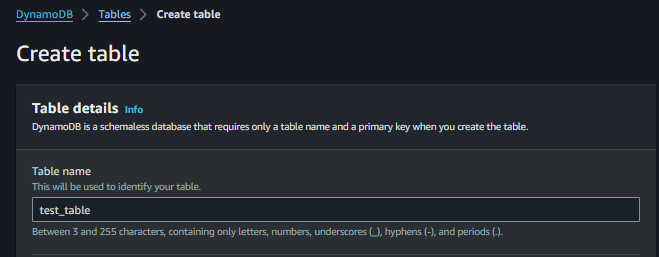 DynamoDB > Tables > Create table
Create table
Table details Info
DynamoDB is a schemaless database that requires only a table name and a primary key when you create the table.
Table name
This will be used to identify your table.
test_table
Between 3 and 255 characters, containing only letters, numbers, underscores (_), hyphens (-), and periods (.).